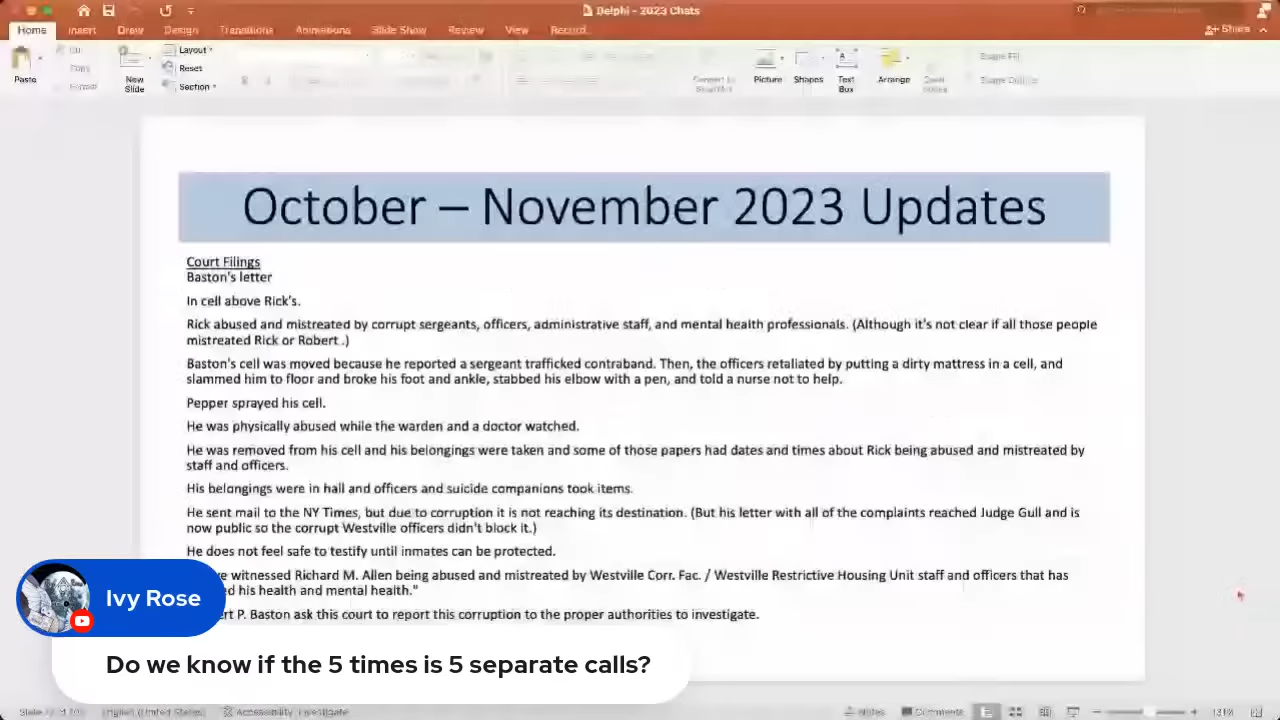 Delphi - 2023 Chats
Home Insert Draw Design Transitions Animations Slide Show Review View Record Share
Paste
New
Slide
Layout
Reset
Section
Picture Shapes Text
Box
Arrange
October – November 2023 Updates
Court Filings
Baston's letter
In cell above Rick's.
Rick abused and mistreated by corrupt sergeants, officers, administrative staff, and mental health professionals. (Although it's not clear if all those people
mistreated Rick or Robert .)
Baston's cell was moved because he reported a sergeant trafficked contraband. Then, the officers retaliated by putting a dirty mattress in a cell, and
slammed him to floor and broke his foot and ankle, stabbed his elbow with a pen, and told a nurse not to help.
Pepper sprayed his cell.
He was physically abused while the warden and a doctor watched.
He was removed from his cell and his belongings were taken and some of those papers had dates and times about Rick being abused and mistreated by
staff and officers.
His belongings were in hall and officers and suicide companions took items.
He sent mail to the NY Times, but due to corruption it is not reaching its destination. (But his letter with all of the complaints reached Judge Gull and is
now public so the corrupt Westville officers didn't block it.)
He does not feel safe to testify until inmates can be protected.
witnessed Richard M. Allen being abused and mistreated by Westville Corr. Fac. / Westville Restrictive Housing Unit staff and officers that has
his health and mental health."
P. Baston ask this court to report this corruption to the proper authorities to investigate.
Ivy Rose
Do we know if the 5 times is 5 separate calls?
English (United States) Accessibility: Investigate Notes Comments